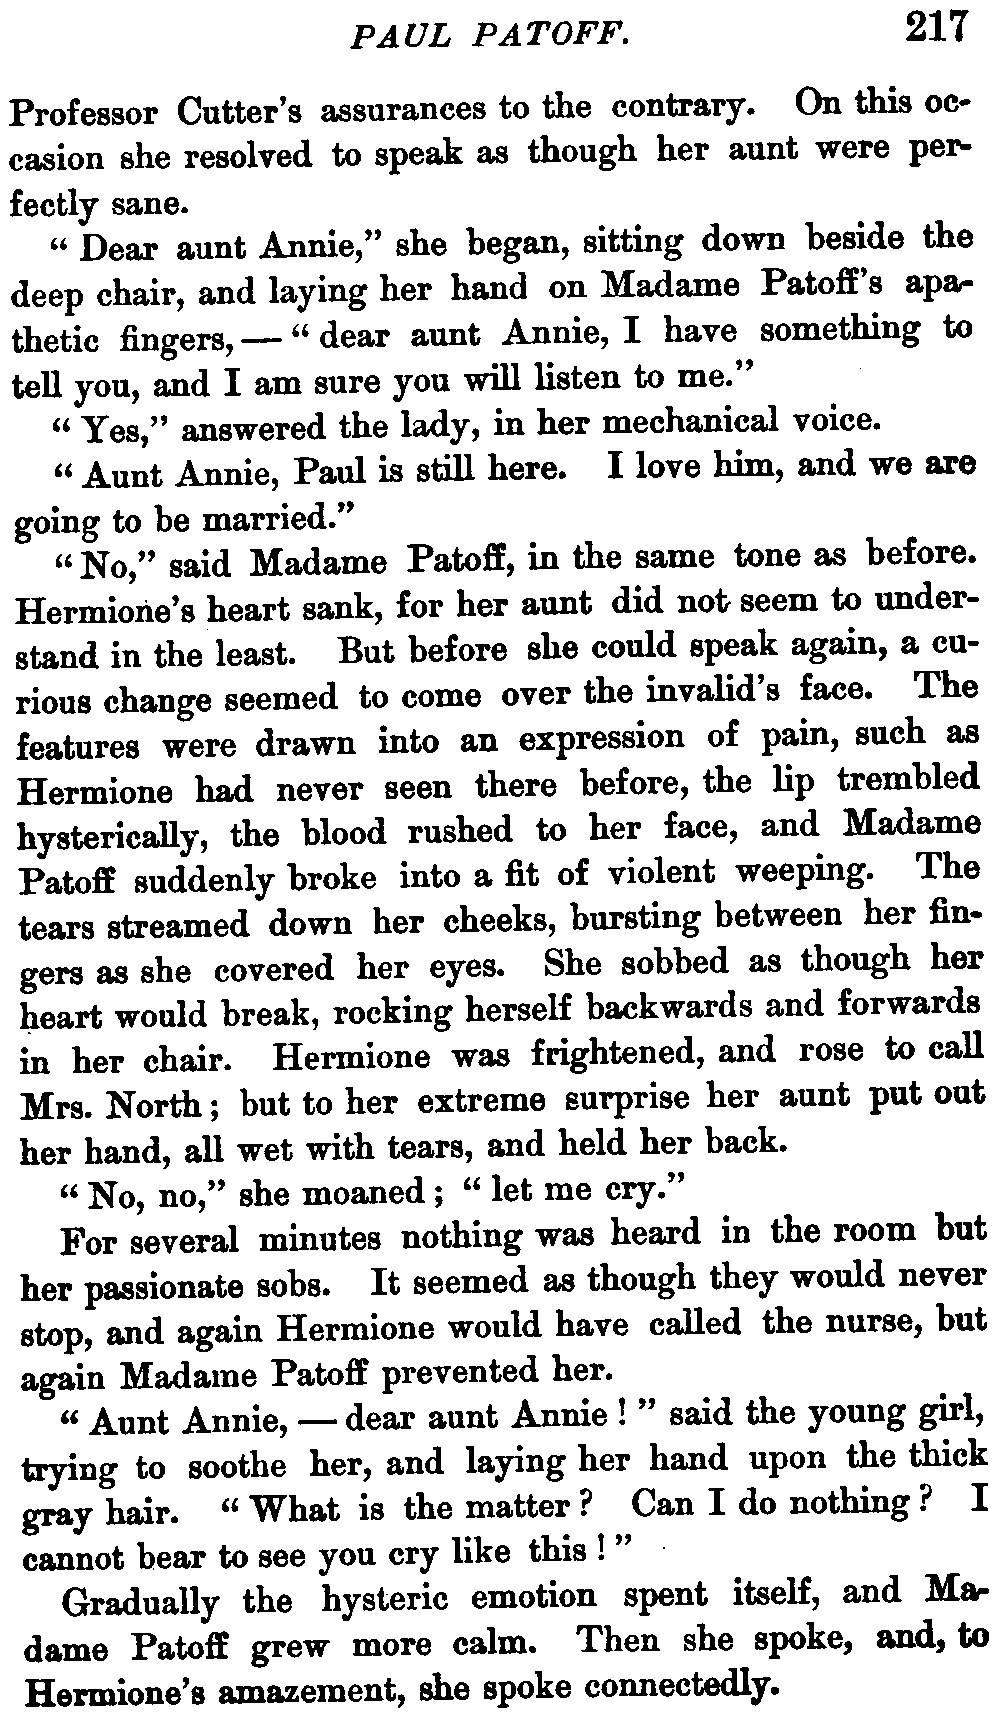 PAUL PATOFF. 217
Professor Cutter's assurances to the contrary. On this oc-
casion she resolved to speak as though her aunt were per-
fectly sane.
“ Dear aunt Annie,” she began, sitting down beside the
deep chair, and laying her hand on Madame Patoff's apa-
thetic fingers, — “ dear aunt Annie, I have something to
tell you, and I am sure you will listen to me.”
“ Yes,” answered the lady, in her mechanical voice.
“ Aunt Annie, Paul is still here. I love him, and we are
going to be married.”
“ No,” said Madame Patoff, in the same tone as before.
Hermione's heart sank, for her aunt did not seem to under-
stand in the least. But before she could speak again, a cu-
rious change seemed to come over the invalid's face. The
features were drawn into an expression of pain, such as
Hermione had never seen there before, the lip trembled
hysterically, the blood rushed to her face, and Madame
Patoff suddenly broke into a fit of violent weeping. The
tears streamed down her cheeks, bursting between her fin-
gers as she covered her eyes. She sobbed as though her
heart would break, rocking herself backwards and forwards
in her chair. Hermione was frightened, and rose to call
Mrs. North ; but to her extreme surprise her aunt put out
her hand, all wet with tears, and held her back.
“ No, no,” she moaned ; “ let me cry.”
For several minutes nothing was heard in the room but
her passionate sobs. It seemed as though they would never
stop, and again Hermione would have called the nurse, but
again Madame Patoff prevented her.
“ Aunt Annie, — dear aunt Annie ! ” said the young girl,
trying to soothe her, and laying her hand upon the thick
gray hair. “ What is the matter ? Can I do nothing ? I
cannot bear to see you cry like this ! ”
Gradually the hysteric emotion spent itself, and Ma-
dame Patoff grew more calm. Then she spoke, and, to
Hermione's amazement, she spoke connectedly.